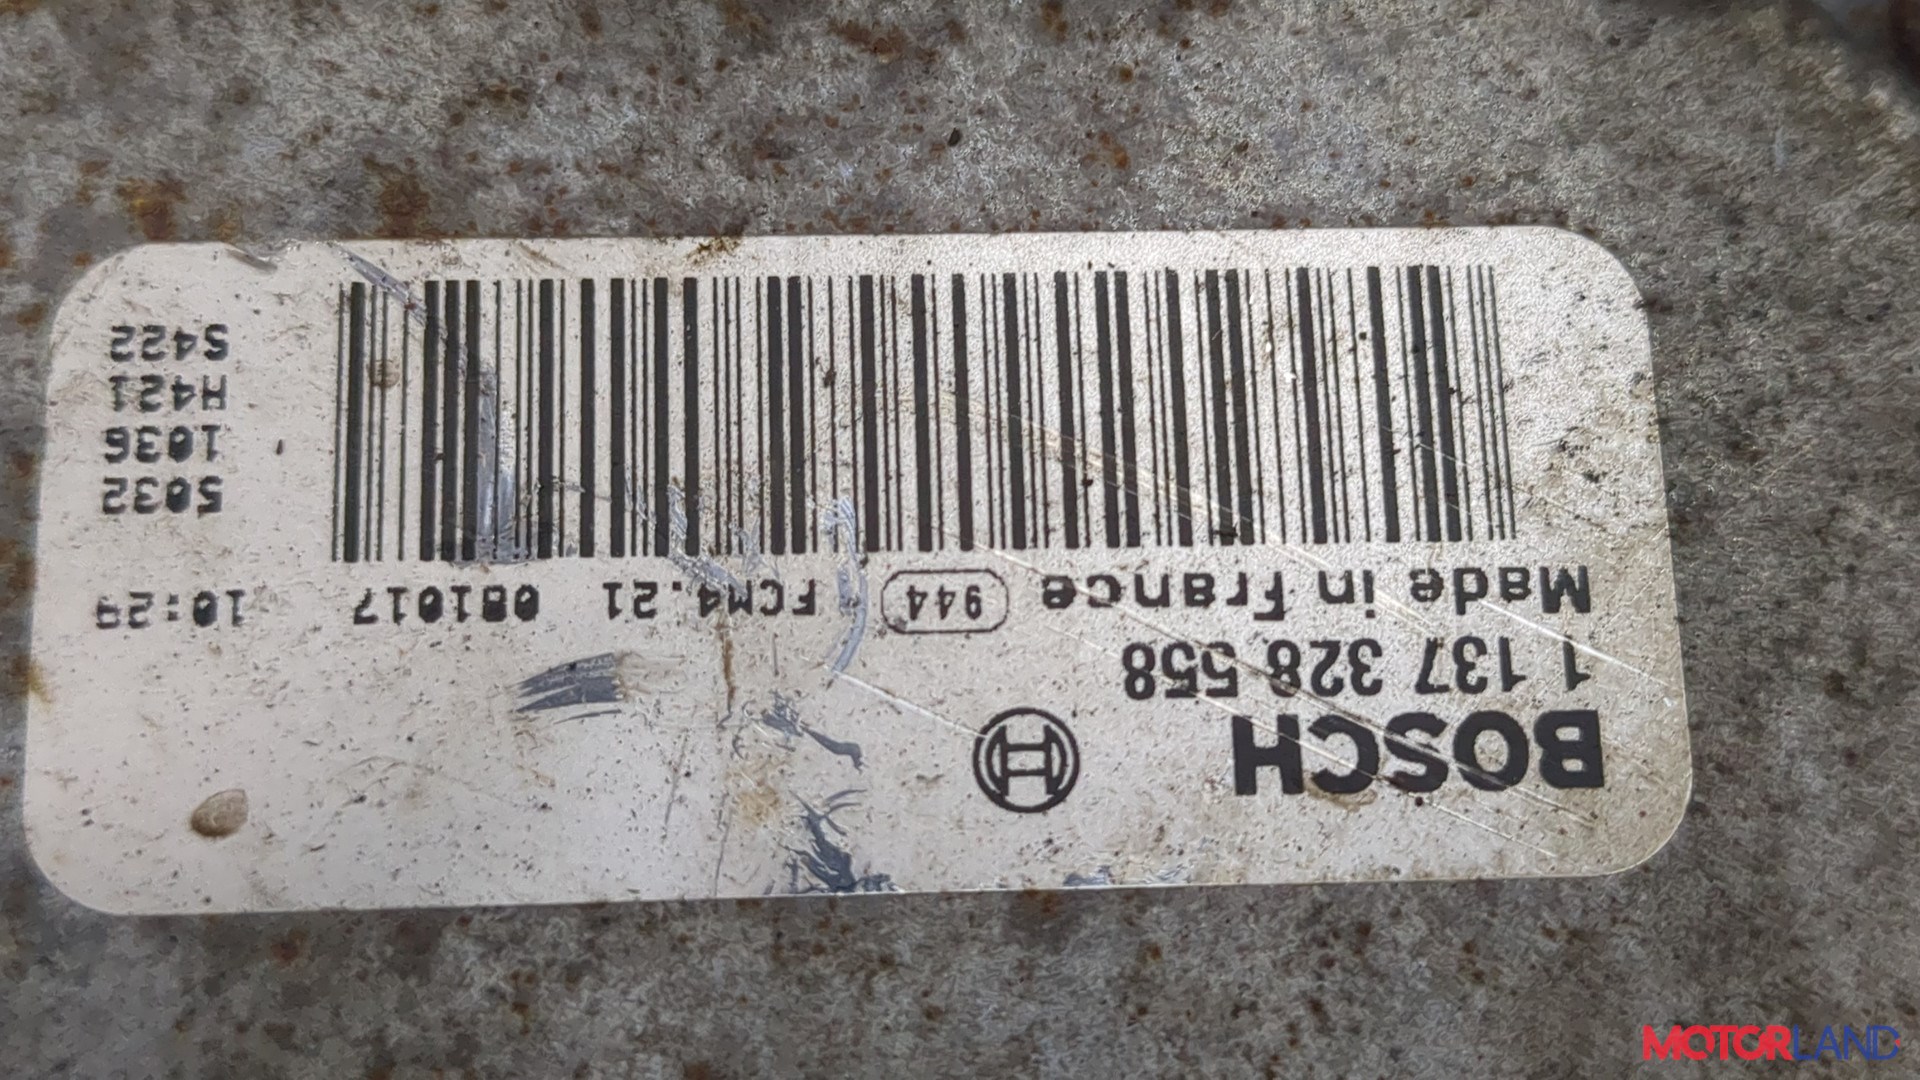 BOSCH
1 137 328 558
Made in France 944 FCM4.21 081017 10:29
5032
1036
H421
S422
MOTORLAND